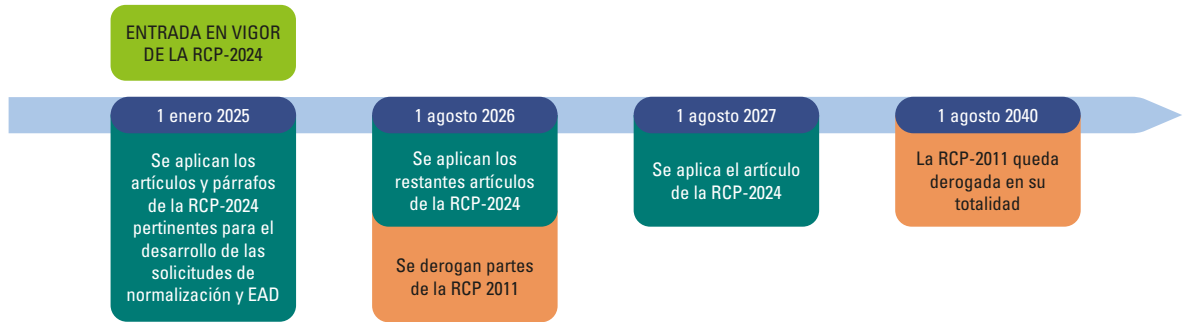 ENTRADA EN VIGOR
DE LA RCP-2024
1 enero 2025
Se aplican los
artículos y párrafos
de la RCP-2024
pertinentes para el
desarrollo de las
solicitudes de
normalización y EAD
1 agosto 2026
Se aplican los
restantes artículos
de la RCP-2024
Se derogan partes
de la RCP 2011
1 agosto 2027
Se aplica el artículo
de la RCP-2024
1 agosto 2040
La RCP-2011 queda
derogada en su
totalidad